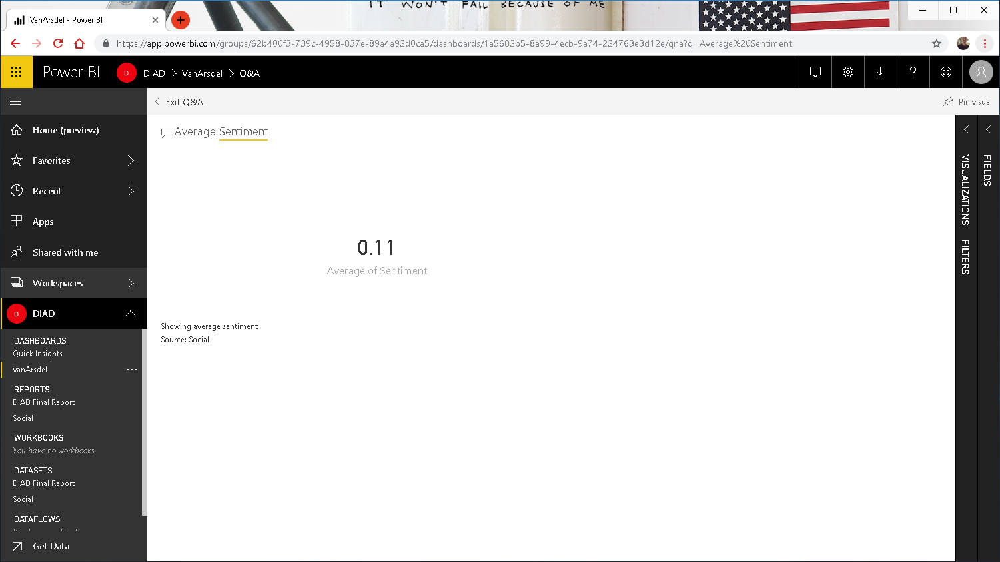 IT WON'T FAIL BECAUSE OF ME
VanArsdel - Power BI
https://app.powerbi.com/groups/62b400f3-739c-4958-837e-89a4a92d0ca5/dashboards/1a5682b5-8a99-4ecb-9a74-224763e3d12e/qna?q=Average%20Sentiment
Power BI
D
DIAD > VanArsdel > Q&A
Exit Q&A
Pin visual
Home (preview)
Favorites
Recent
Apps
Shared with me
Workspaces
D
DIAD
DASHBOARDS
Quick Insights
VanArsdel
REPORTS
DIAD Final Report
Social
WORKBOOKS
You have no workbooks
DATASETS
DIAD Final Report
Social
DATAFLOWS
Get Data
Average Sentiment
0.11
Average of Sentiment
Showing average sentiment
Source: Social
VISUALIZATIONS
FILTERS
FIELDS